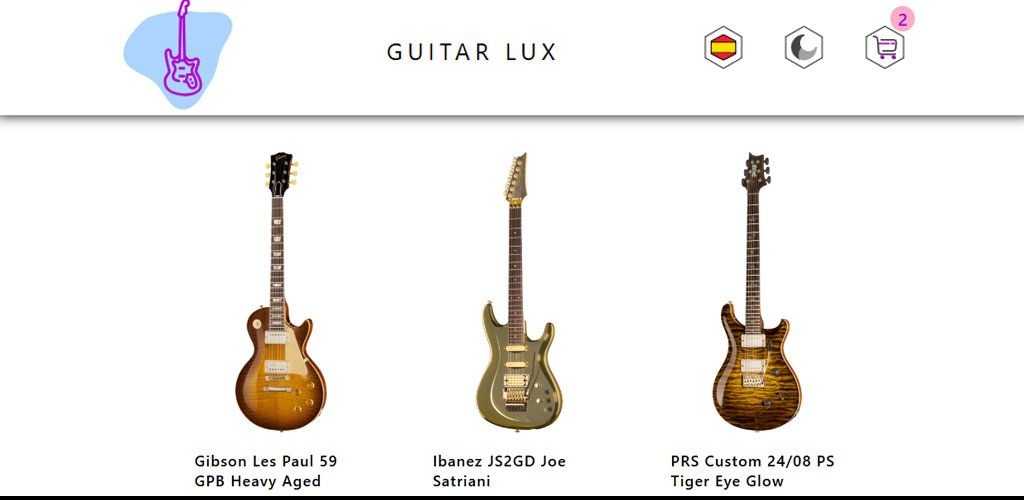 GUITAR LUX
2
Gibson Les Paul 59
GPB Heavy Aged
Ibanez JS2GD Joe
Satriani
PRS Custom 24/08 PS
Tiger Eye Glow